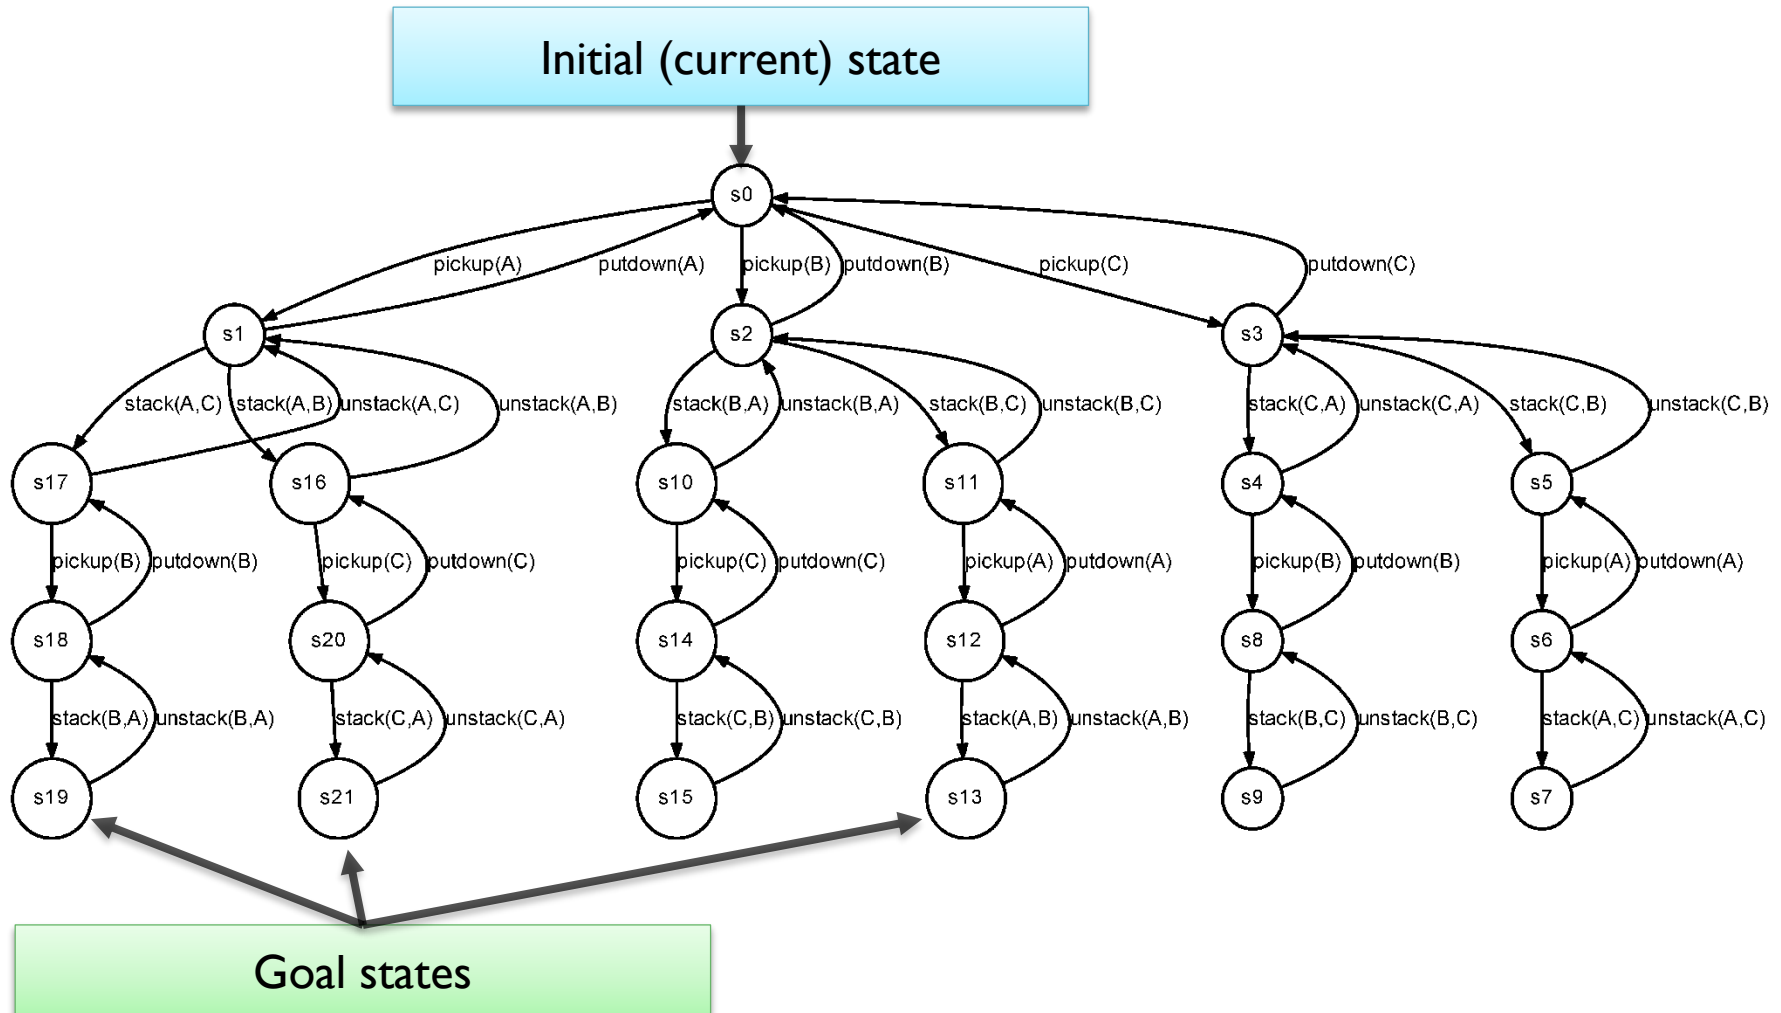 Initial (current) state
s0
pickup(A) putdown(A) pickup(B) putdown(B) pickup(C) putdown(C)
s1 s2 s3
stack(A,C) stack(A,B) unstack(A,C) unstack(A,B) stack(B,A) unstack(B,A) stack(B,C) unstack(B,C) stack(C,A) unstack(C,A) stack(C,B) unstack(C,B)
s17 s16 s10 s11 s4 s5
pickup(B) putdown(B) pickup(C) putdown(C) pickup(C) putdown(C) pickup(A) putdown(A) pickup(B) putdown(B) pickup(A) putdown(A)
s18 s20 s14 s12 s8 s6
stack(B,A) unstack(B,A) stack(C,A) unstack(C,A) stack(C,B) unstack(C,B) stack(A,B) unstack(A,B) stack(B,C) unstack(B,C) stack(A,C) unstack(A,C)
s19 s21 s15 s13 s9 s7
Goal states